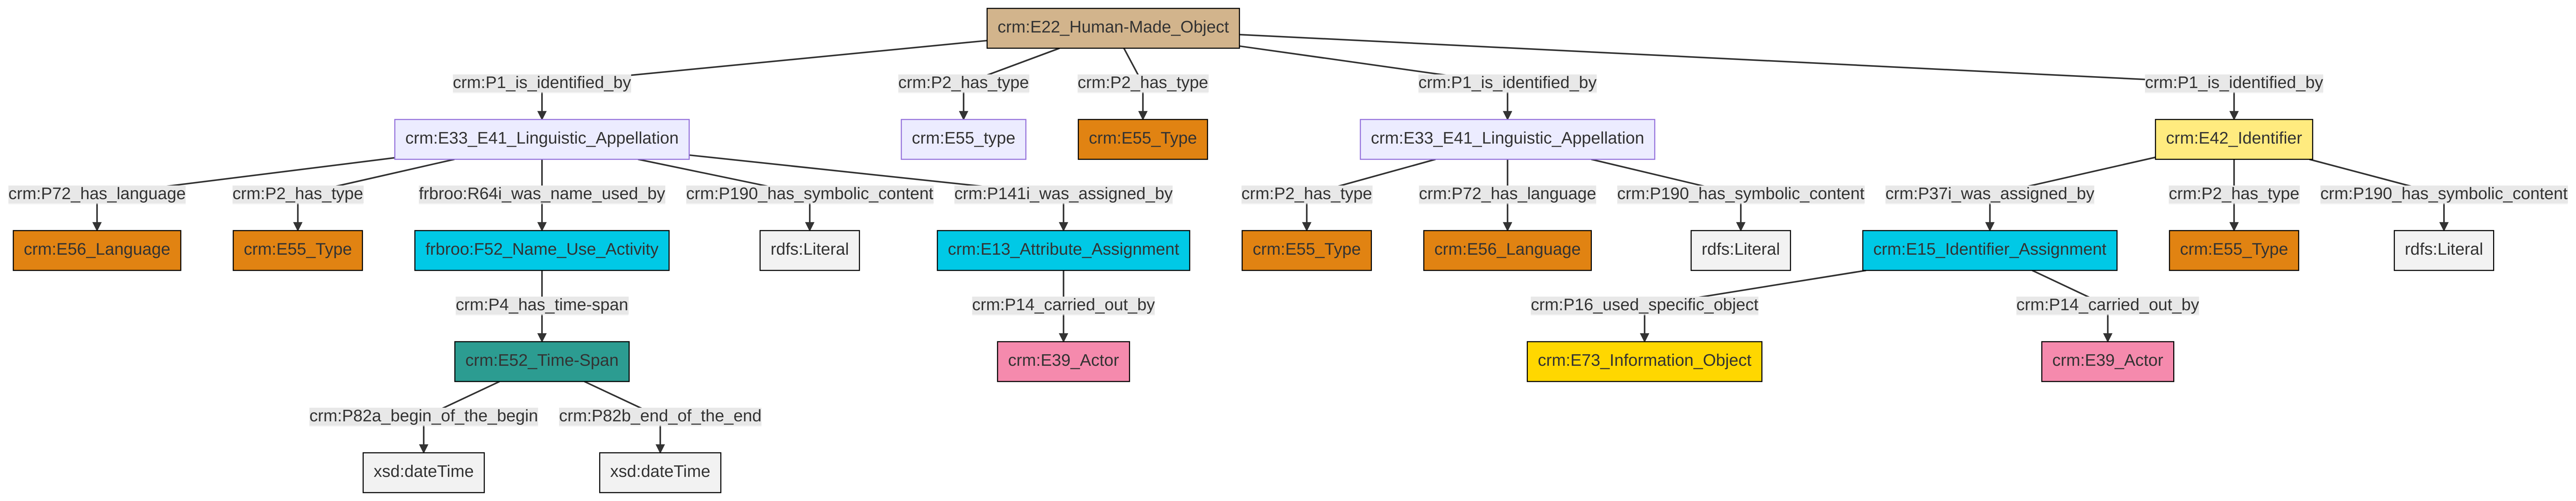 crm:E22_Human-Made_Object
crm:P1_is_identified_by
crm:P2_has_type
crm:P2_has_type
crm:P1_is_identified_by
crm:P1_is_identified_by
crm:E33_E41_Linguistic_Appellation
crm:E55_type
crm:E55_Type
crm:E33_E41_Linguistic_Appellation
crm:E42_Identifier
crm:P72_has_language
crm:P2_has_type
frbroo:R64i_was_name_used_by
crm:P190_has_symbolic_content
crm:P141i_was_assigned_by
crm:P2_has_type
crm:P72_has_language
crm:P190_has_symbolic_content
crm:P37i_was_assigned_by
crm:P2_has_type
crm:P190_has_symbolic_content
crm:E56_Language
crm:E55_Type
frbroo:F52_Name_Use_Activity
rdfs:Literal
crm:E13_Attribute_Assignment
crm:E55_Type
crm:E56_Language
rdfs:Literal
crm:E15_Identifier_Assignment
crm:E55_Type
rdfs:Literal
crm:P4_has_time-span
crm:P14_carried_out_by
crm:P16_used_specific_object
crm:P14_carried_out_by
crm:E52_Time-Span
crm:E39_Actor
crm:E73_Information_Object
crm:E39_Actor
crm:P82a_begin_of_the_begin
crm:P82b_end_of_the_end
xsd:dateTime
xsd:dateTime